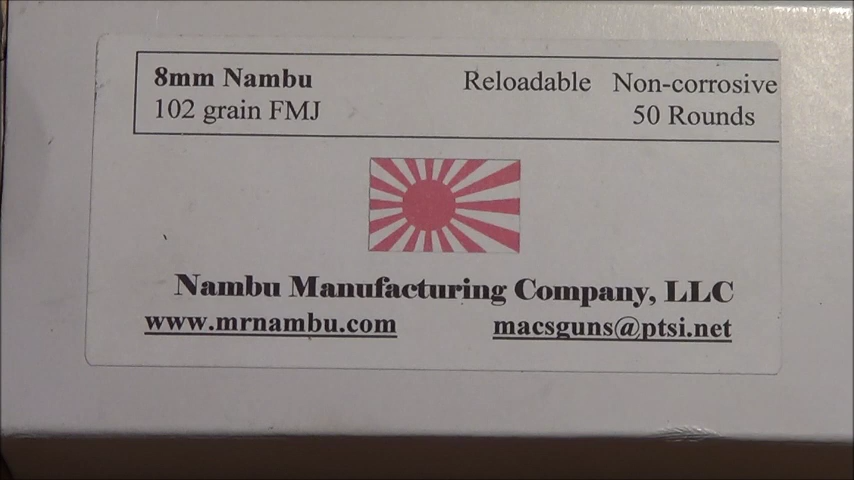 8mm Nambu Reloadable Non-corrosive
102 grain FMJ 50 Rounds
Nambu Manufacturing Company, LLC
www.mrnambu.com macsguns@ptsi.net